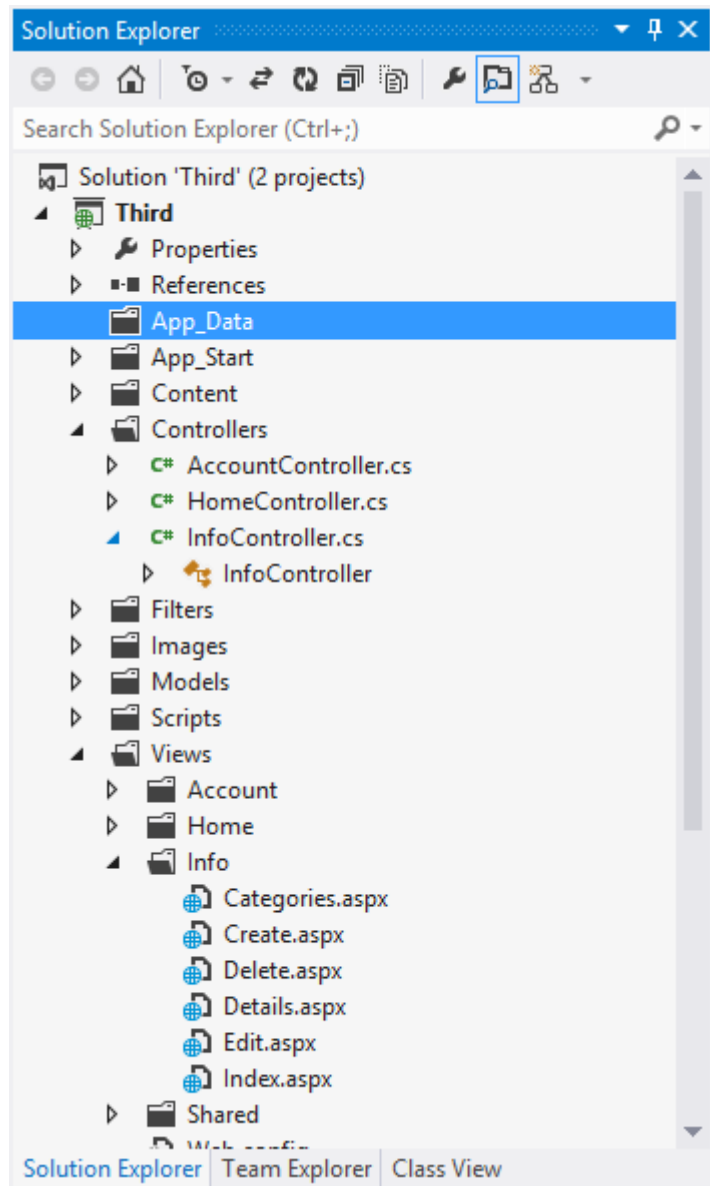 Solution Explorer
Search Solution Explorer (Ctrl+;)
Solution 'Third' (2 projects)
Third
Properties
References
App_Data
App_Start
Content
Controllers
C# AccountController.cs
C# HomeController.cs
C# InfoController.cs
InfoController
Filters
Images
Models
Scripts
Views
Account
Home
Info
Categories.aspx
Create.aspx
Delete.aspx
Details.aspx
Edit.aspx
Index.aspx
Shared
Web.config
Solution Explorer Team Explorer Class View